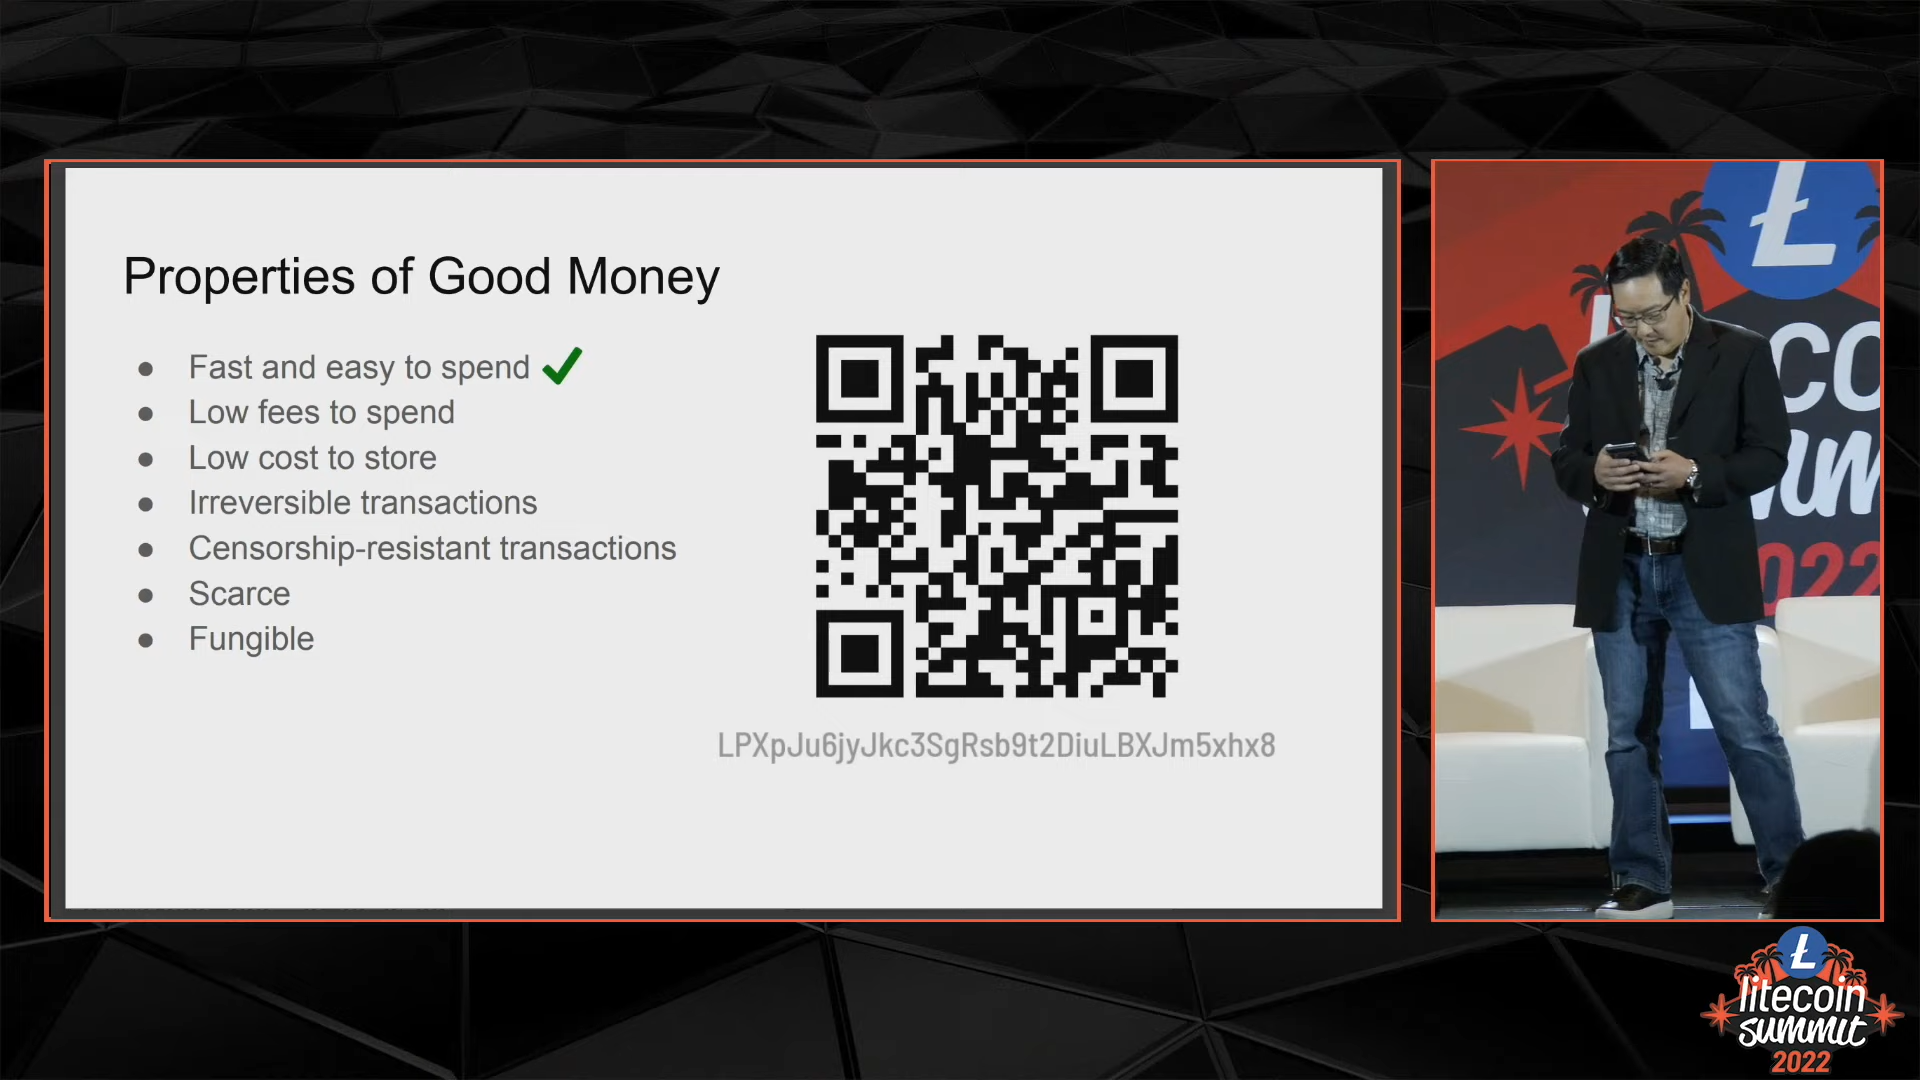 Properties of Good Money
Fast and easy to spend
Low fees to spend
Low cost to store
Irreversible transactions
Censorship-resistant transactions
Scarce
Fungible
LPXpJu6jyJkc3SgRsb9t2DiuLBXJm5xhx8
litecoin
summit
2022